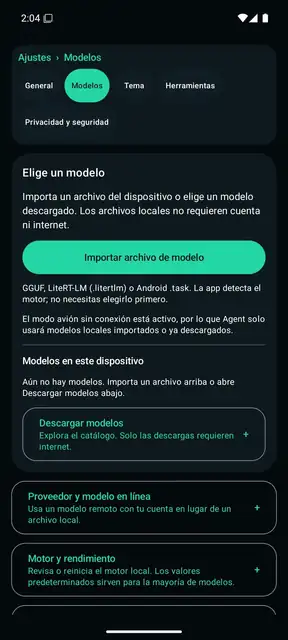 2:04
Ajustes › Modelos
General Modelos Tema Herramientas
Privacidad y seguridad
Elige un modelo
Importa un archivo del dispositivo o elige un modelo
descargado. Los archivos locales no requieren cuenta
ni internet.
Importar archivo de modelo
GGUF, LiteRT-LM (.litertlm) o Android .task. La app detecta el
motor; no necesitas elegirlo primero.
El modo avión sin conexión está activo, por lo que Agent solo
usará modelos locales importados o ya descargados.
Modelos en este dispositivo
Aún no hay modelos. Importa un archivo arriba o abre
Descargar modelos abajo.
Descargar modelos
Explora el catálogo. Solo las descargas requieren +
internet.
Proveedor y modelo en línea
Usa un modelo remoto con tu cuenta en lugar de un +
archivo local.
Motor y rendimiento
Revisa o reinicia el motor local. Los valores +
predeterminados sirven para la mayoría de modelos.